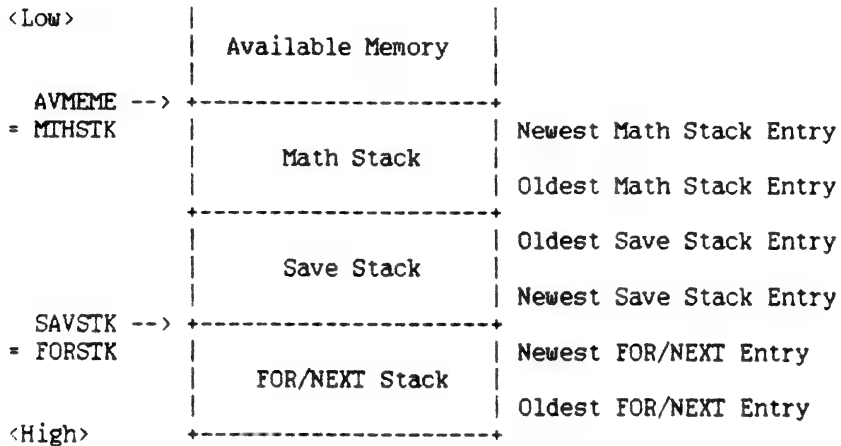 <Low>
Available Memory
AVMEME -->
= MTHSTK
Newest Math Stack Entry
Math Stack
Oldest Math Stack Entry
Oldest Save Stack Entry
Save Stack
Newest Save Stack Entry
SAVSTK -->
= FORSTK
Newest FOR/NEXT Entry
FOR/NEXT Stack
Oldest FOR/NEXT Entry
<High>